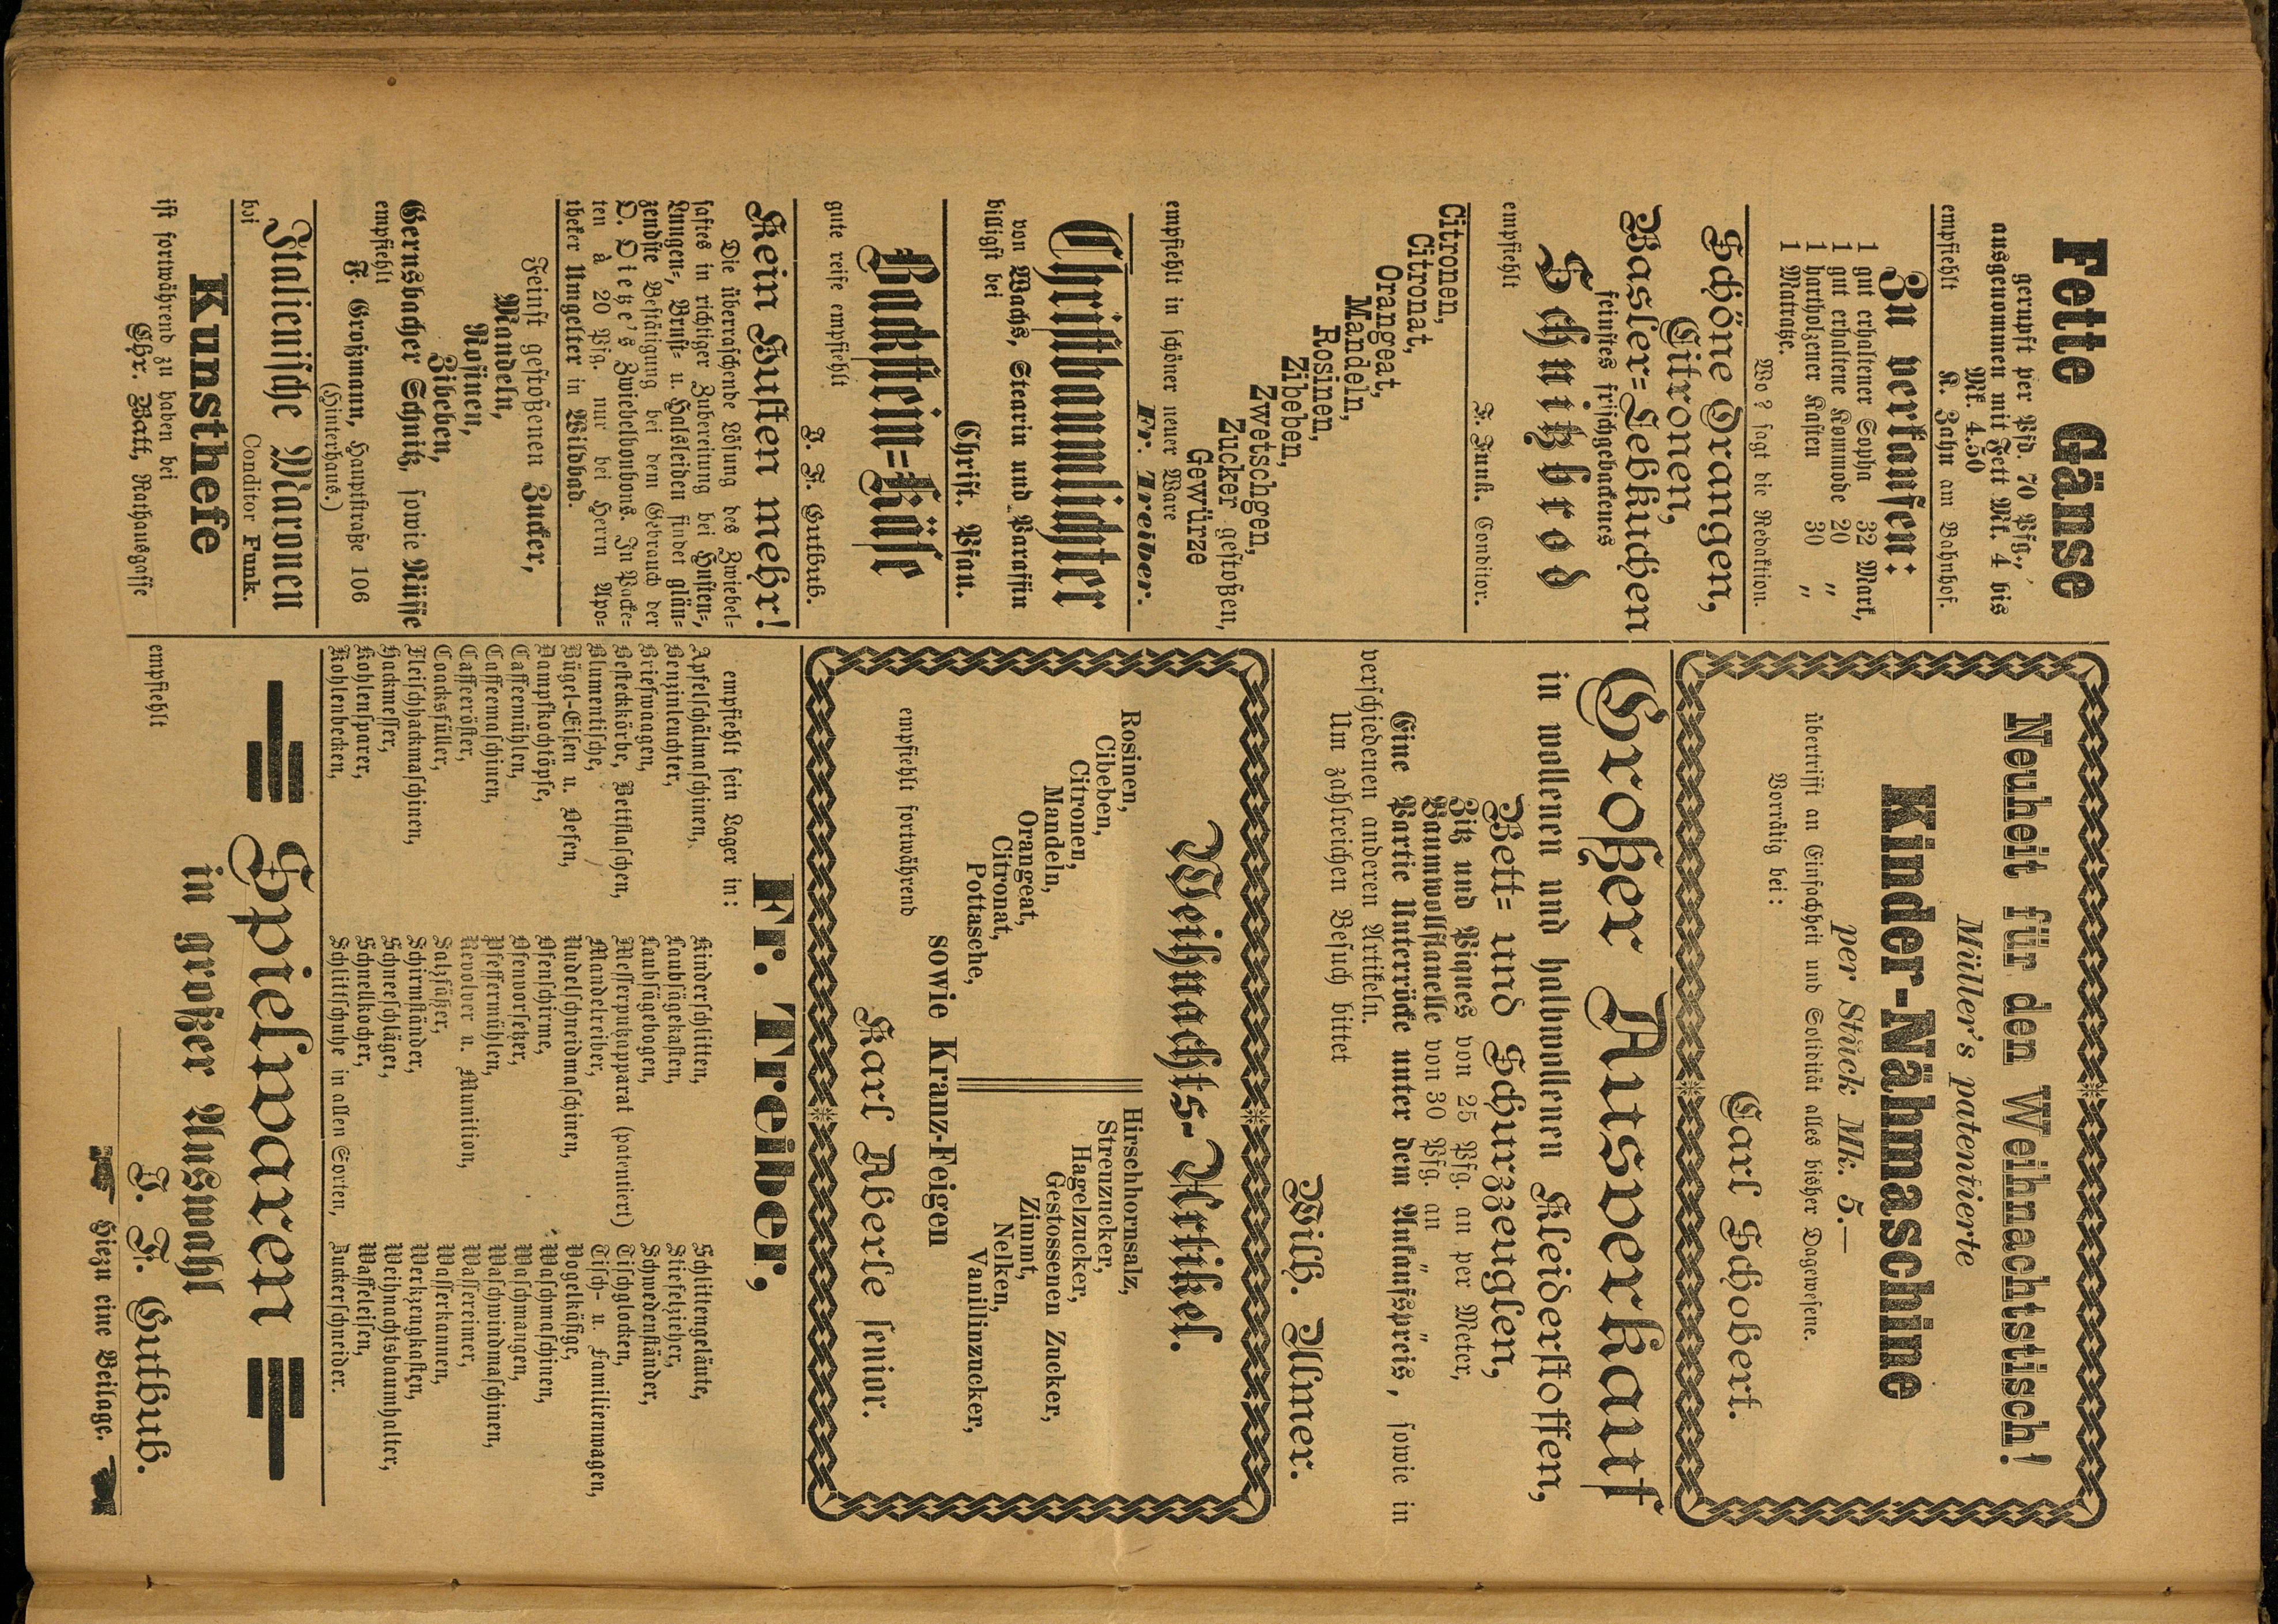 Fette Gänse
gerupft per Pfd. 70 Pfg.,
ausgenommen mit Fett Mk. 4 bis
Mk. 4.50
empfiehlt K. Zahn am Bahnhof.
Zu verkaufen:
1 gut erhaltener Sopha 32 Mark,
1 gut erhaltene Kommode 20 „
1 hartholzener Kasten 30 „
1 Matratze.
Wo? sagt die Redaktion.
Schöne Orangen,
Citronen,
Basler=Lebkuchen
feinstes frischgebackenes
Schnitzbrod
empfiehlt F. Funk. Conditor.
Citronen,
Citronat,
Orangeat,
Mandeln,
Rosinen,
Zibeben,
Zwetschgen,
Zucker gestoßen,
Gewürze
empfiehlt in schöner neuer Ware
Fr. Treiber.
Christbaumlichter
von Wachs, Stearin und Paraffin
billigst bei
Christ. Pfau.
Backstein=Käse
gute reife empfiehlt
J. F. Gutbub.
Kein Husten mehr!
Die überraschende Lösung des Zwiebel=
saftes in richtiger Zubereitung bei Husten=,
Lungen=, Brust= u. Halsleiden findet glän=
zendste Bestätigung bei dem Gebrauch der
O. Dietze's Zwiebelbonbons. In Packe=
ten à 20 Pfg. nur bei Herrn Apo=
theker Umgelter in Wildbad.
Feinst gestoßenen Zucker,
Mandeln,
Rosinen,
Zibeben,
Gernsbacher Schnitz, sowie Nüsse
empfiehlt
F. Großmann, Hauptstraße 106
(Hinterhaus.)
Italienische Maronen
bei Conditor Funk.
Kunsthefe
ist fortwährend zu haben bei
Chr. Batt, Rathausgasse
Neuheit für den Weihnachtstisch!
Müller's patentierte
Kinder-Nähmaschine
per Stück Mk. 5.—
übertrifft an Einfachheit und Solidität alles bisher Dagewesene.
Vorrätig bei:
Carl Schobert.
Großer Ausverkauf
in wollenen und halbwollenen Kleiderstoffen,
Bett= und Schurzzeuglen,
Zitz und Piques von 25 Pfg. an per Meter,
Baumwollflanelle von 30 Pfg. an „ „
Eine Partie Unterröcke unter dem Ankaufspreis, sowie in
verschiedenen anderen Artikeln.
Um zahlreichen Besuch bittet
Wilh. Ulmer.
Weihnachts-Artikel.
Rosinen,
Cibeben,
Citronen,
Mandeln,
Orangeat,
Citronat,
Pottasche,
Hirschhornsalz,
Streuzucker,
Hagelzucker,
Gestossenen Zucker,
Zimmt,
Nelken,
Vanillinzucker,
sowie Kranz-Feigen
empfiehlt fortwährend
Karl Aberle senior.
Fr. Treiber,
empfiehlt sein Lager in:
Apfelschälmaschinen,
Benzinleuchter,
Briefwaagen,
Besteckkörbe, Bettflaschen,
Blumentische,
Bügel-Eisen u. Oefen,
Dampfkochtöpfe,
Caffeemühlen,
Caffeemaschinen,
Caffeeröster,
Coacksfüller,
Fleischhackmaschinen,
Hackmesser,
Kohlensparer,
Kohlenbecken,
Kinderschlitten,
Laubsägekasten,
Laubsägebogen,
Messerputzapparat (patentiert)
Mandelreiber,
Nudelschneidmaschinen,
Ofenschirme,
Ofenvorsetzer,
Pfeffermühlen,
Revolver u. Munition,
Salzfäßer,
Schirmständer,
Schneeschläger,
Schnellkocher,
Schlittschuhe in allen Sorten,
Schlittengeläute,
Stiefelzieher,
Schwedenständer,
Tischglocken,
Tisch- u. Familienwagen,
Vogelkäfige,
Waschmaschinen,
Waschmangen,
Waschwindmaschinen,
Wassereimer,
Wasserkannen,
Werkzeugkasten,
Weihnachtsbaumhalter,
Waffeleisen,
Zuckerschneider.
Spielwaren
in großer Auswahl
empfiehlt J. F. Gutbub.
Hiezu eine Beilage.